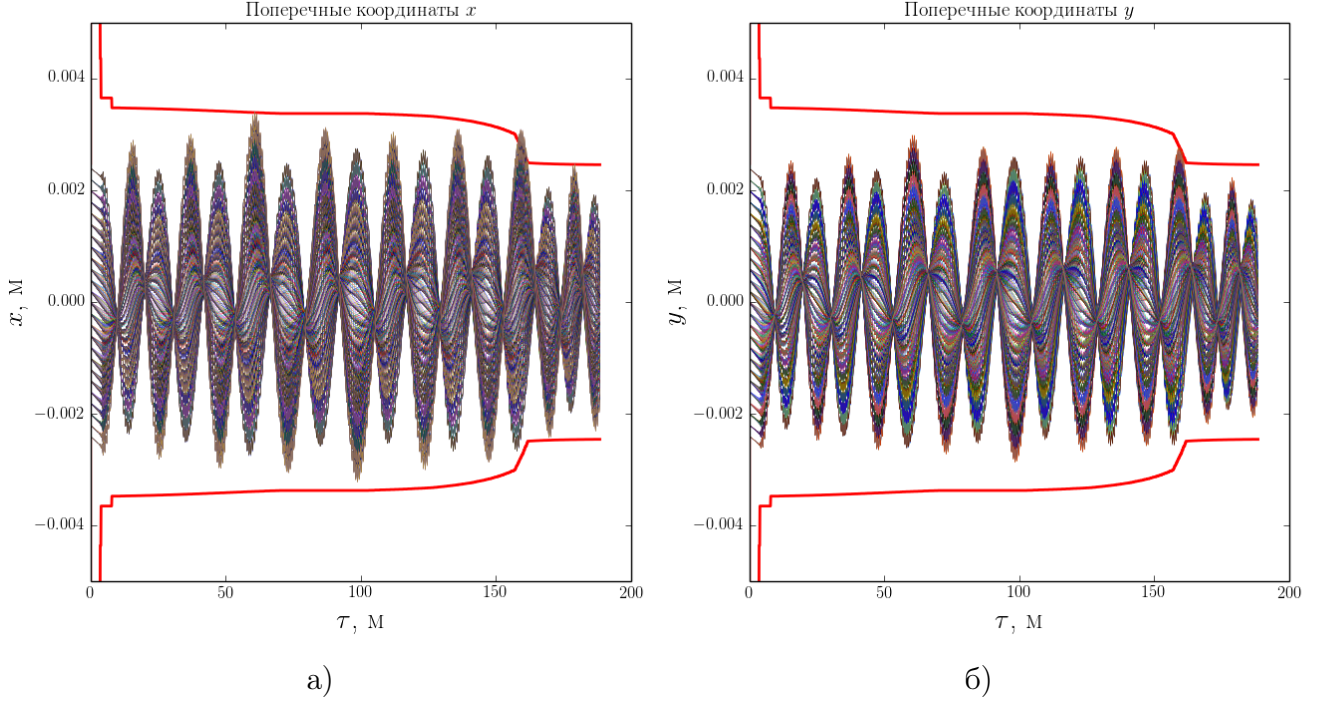 Поперечные координаты x
0.004
0.002
0.000
−0.002
−0.004
x, м
0 50 100 150 200
τ, м
а)
Поперечные координаты y
0.004
0.002
0.000
−0.002
−0.004
y, м
0 50 100 150 200
τ, м
б)